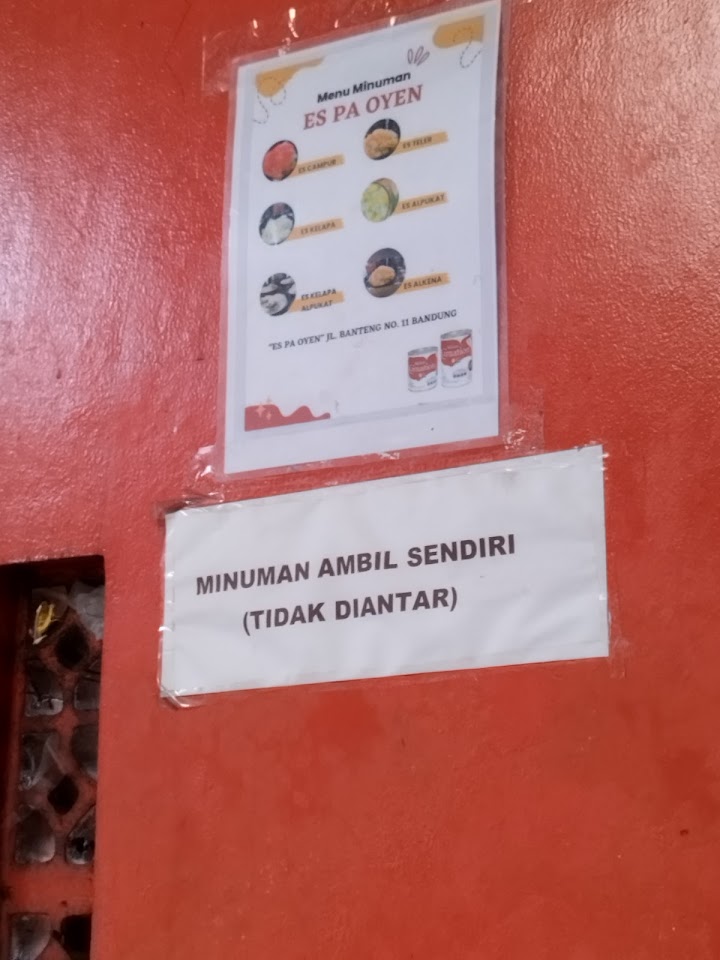 Menu Minuman
ES PA OYEN
ES CAMPUR
ES TELER
ES KELAPA
ES ALPUKAT
ES KELAPA
ALPUKAT
ES ALKENA
"ES PA OYEN" JL. BANTENG NO. 11 BANDUNG
MINUMAN AMBIL SENDIRI
(TIDAK DIANTAR)